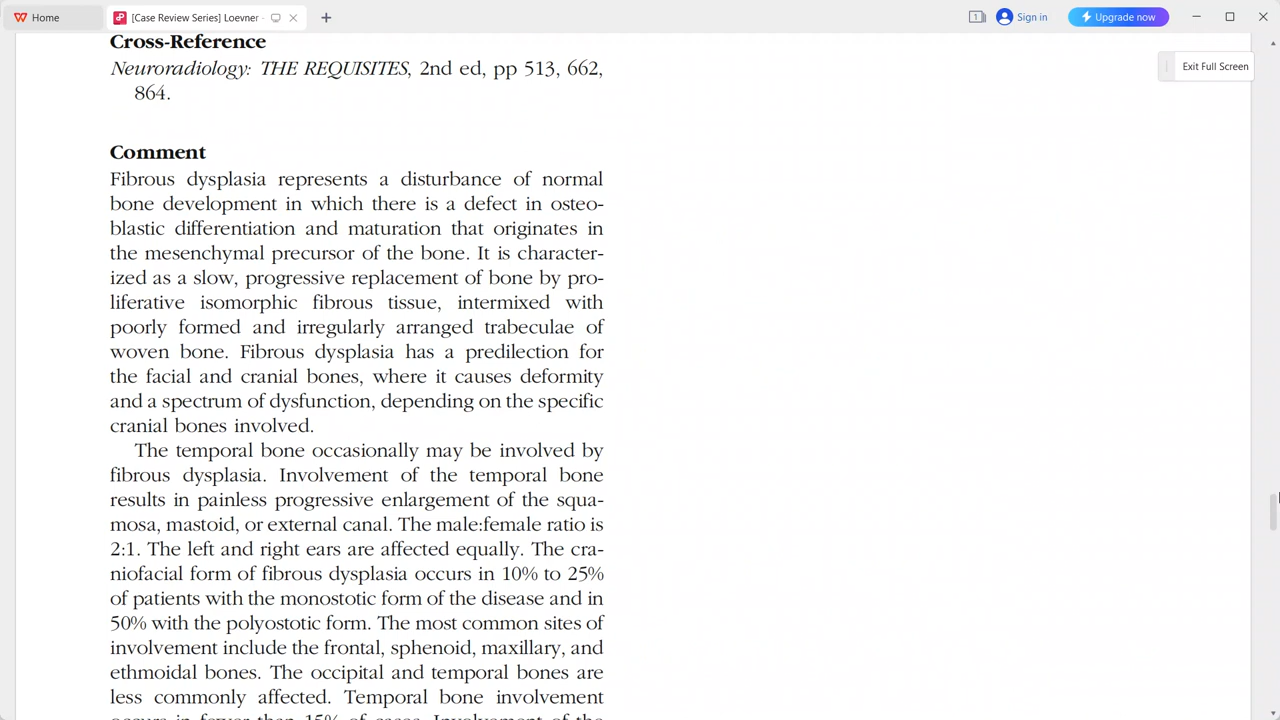 Home
[Case Review Series] Loevner -
Sign in
Upgrade now
Exit Full Screen
Cross-Reference
Neuroradiology: THE REQUISITES, 2nd ed, pp 513, 662,
864.
Comment
Fibrous dysplasia represents a disturbance of normal
bone development in which there is a defect in osteo-
blastic differentiation and maturation that originates in
the mesenchymal precursor of the bone. It is character-
ized as a slow, progressive replacement of bone by pro-
liferative isomorphic fibrous tissue, intermixed with
poorly formed and irregularly arranged trabeculae of
woven bone. Fibrous dysplasia has a predilection for
the facial and cranial bones, where it causes deformity
and a spectrum of dysfunction, depending on the specific
cranial bones involved.
The temporal bone occasionally may be involved by
fibrous dysplasia. Involvement of the temporal bone
results in painless progressive enlargement of the squa-
mosa, mastoid, or external canal. The male:female ratio is
2:1. The left and right ears are affected equally. The cra-
niofacial form of fibrous dysplasia occurs in 10% to 25%
of patients with the monostotic form of the disease and in
50% with the polyostotic form. The most common sites of
involvement include the frontal, sphenoid, maxillary, and
ethmoidal bones. The occipital and temporal bones are
less commonly affected. Temporal bone involvement
occurs in fewer than 15% of cases. Involvement of the